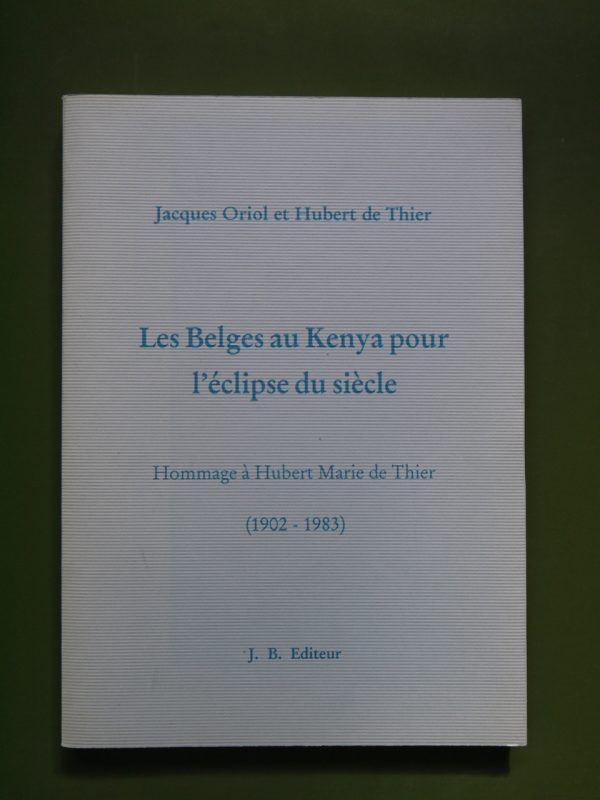 Jacques Oriol et Hubert de Thier
Les Belges au Kenya pour
l'éclipse du siècle
Hommage à Hubert Marie de Thier
(1902 - 1983)
J. B. Editeur